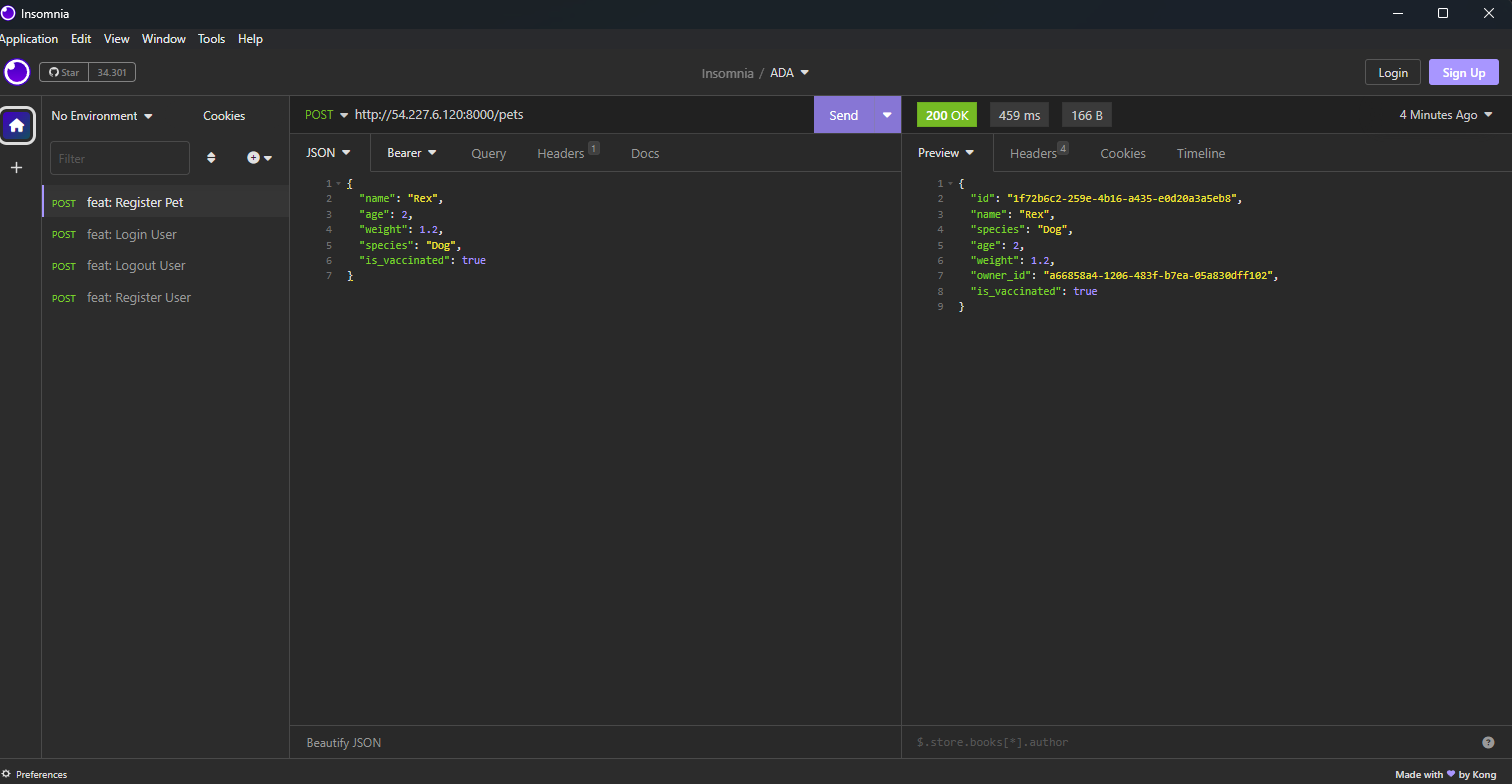 Insomnia
Application Edit View Window Tools Help
Star 34.301
Insomnia / ADA
Login Sign Up
No Environment Cookies
POST http://54.227.6.120:8000/pets
Send
200 OK 459 ms 166 B
4 Minutes Ago
Filter
JSON Bearer Query Headers 1 Docs
Preview Headers 4 Cookies Timeline
POST feat: Register Pet
POST feat: Login User
POST feat: Logout User
POST feat: Register User
1 {
2 "name": "Rex",
3 "age": 2,
4 "weight": 1.2,
5 "species": "Dog",
6 "is_vaccinated": true
7 }
1 {
2 "id": "1f72b6c2-259e-4b16-a435-e0d20a3a5eb8",
3 "name": "Rex",
4 "species": "Dog",
5 "age": 2,
6 "weight": 1.2,
7 "owner_id": "a66858a4-1206-483f-b7ea-05a830dff102",
8 "is_vaccinated": true
9 }
Beautify JSON
$.store.books[*].author
?
Preferences
Made with by Kong